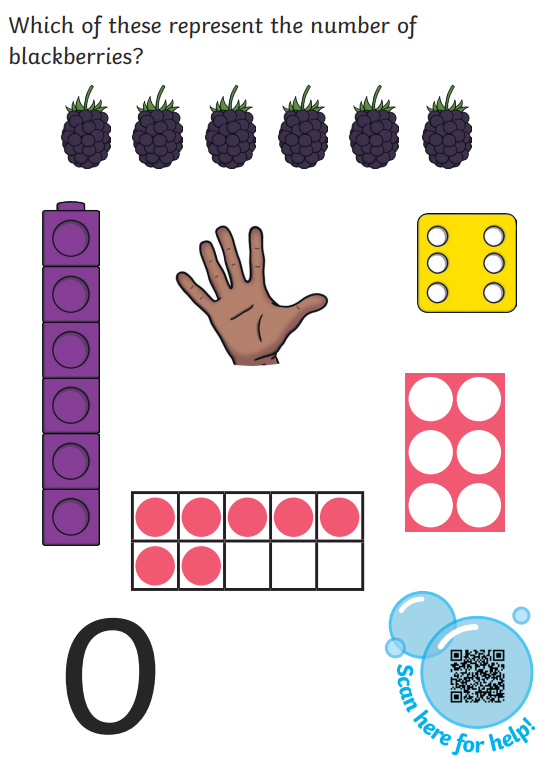 Which of these represent the number of
blackberries?
0
Scan here for help!